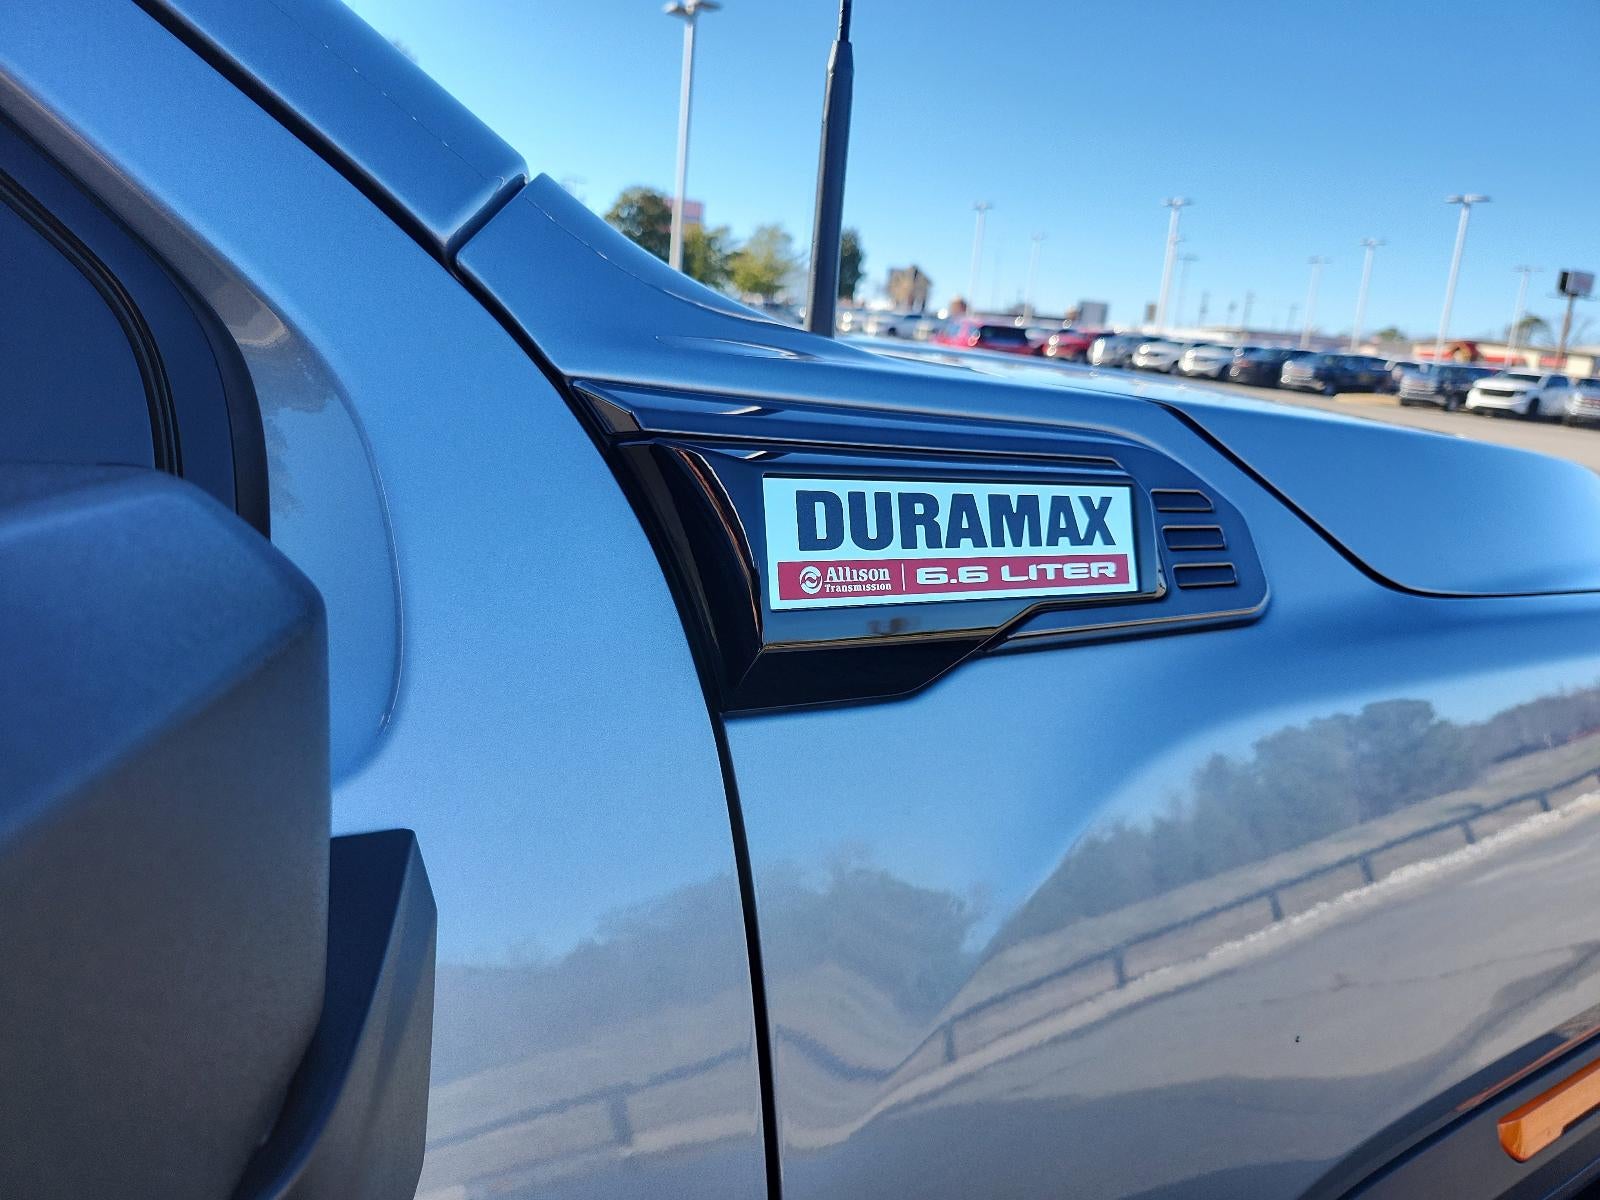 DURAMAX
Allison
Transmission
6.6 LITER